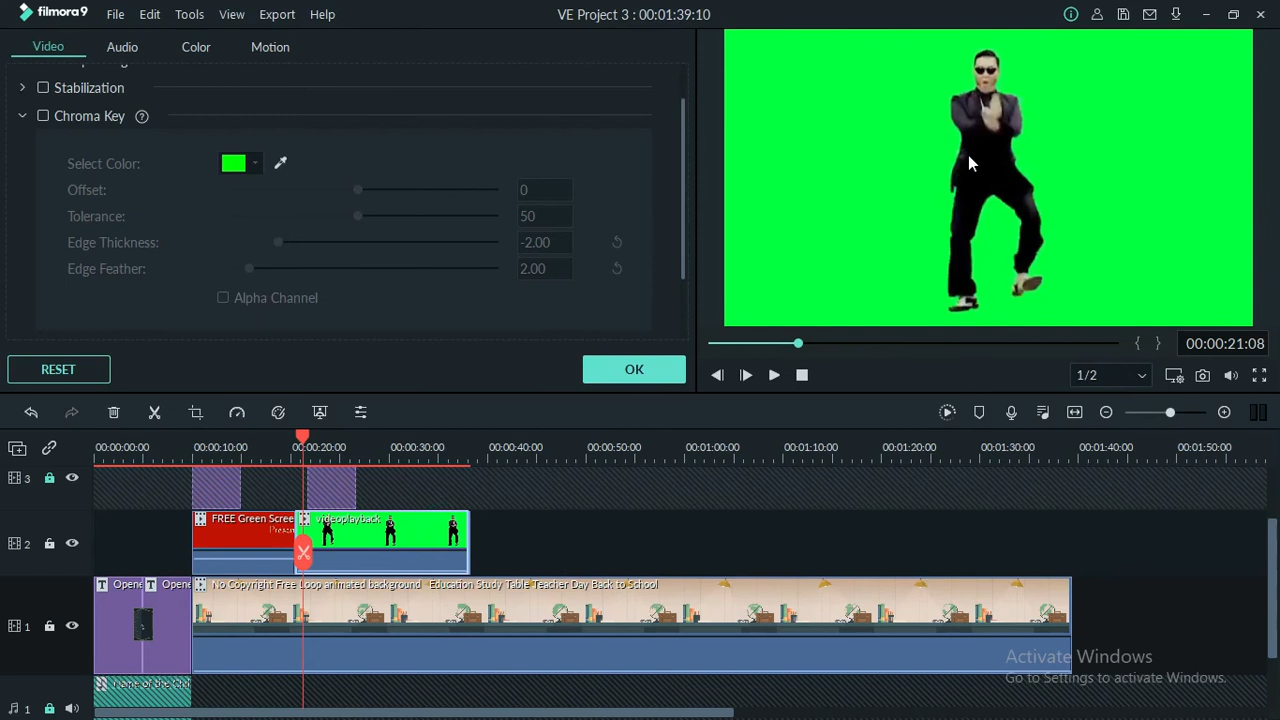 filmora9 File Edit Tools View Export Help VE Project 3 : 00:01:39:10
Video Audio Color Motion
Stabilization
Chroma Key
Select Color:
Offset: 0
Tolerance: 50
Edge Thickness: -2.00
Edge Feather: 2.00
Alpha Channel
RESET OK
00:00:21:08
1/2
00:00:00:00 00:00:10:00 00:00:20:00 00:00:30:00 00:00:40:00 00:00:50:00 00:01:00:00 00:01:10:00 00:01:20:00 00:01:30:00 00:01:40:00 00:01:50:00
3
FREE Green Scree videoplayback
2
Opene Opene No Copyright Free Loop animated background Education Study Table Teacher Day Back to School
1
Activate Windows
Go to Settings to activate Windows.
Name of the
1